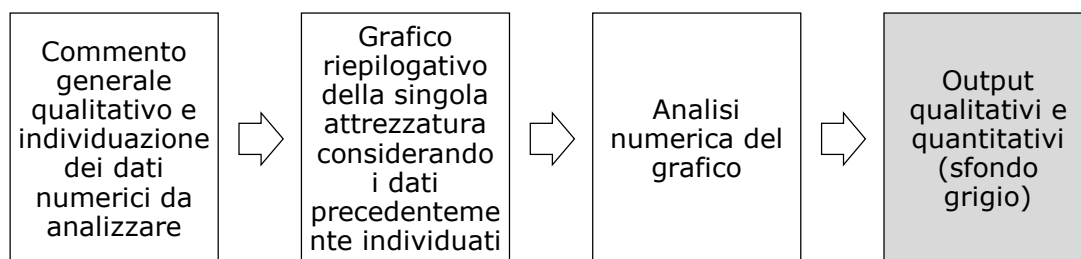 Commento
generale
qualitativo e
individuazione
dei dati
numerici da
analizzare
Grafico
riepilogativo
della singola
attrezzatura
considerando
i dati
precedenteme
nte individuati
Analisi
numerica del
grafico
Output
qualitativi e
quantitativi
(sfondo
grigio)